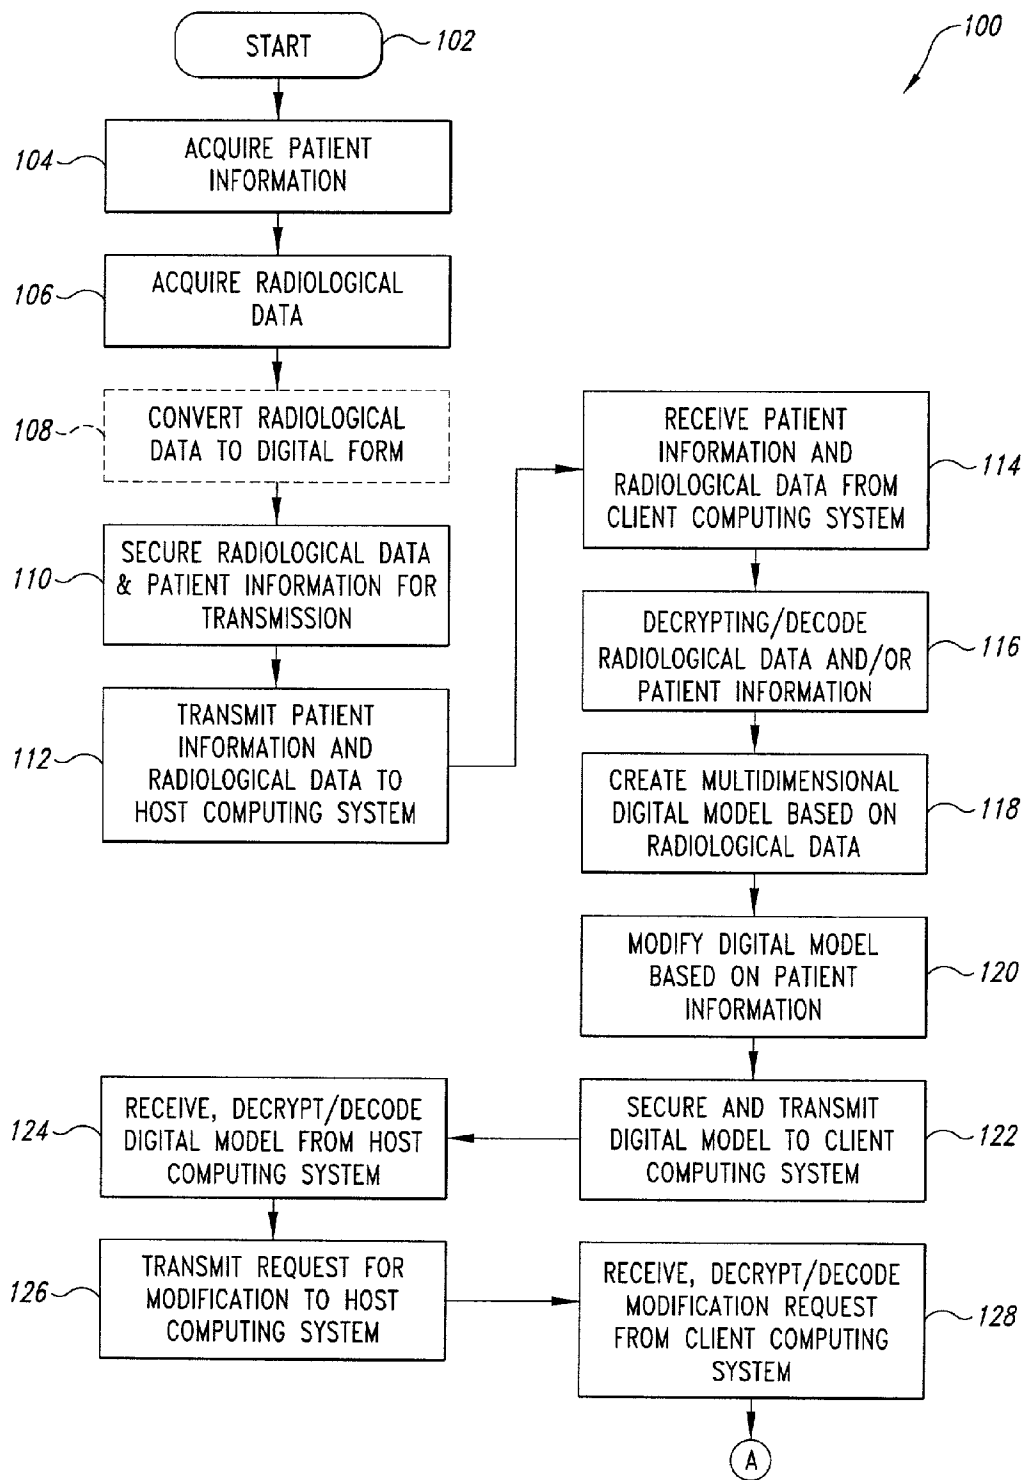 START
102
100
104
ACQUIRE PATIENT
INFORMATION
106
ACQUIRE RADIOLOGICAL
DATA
108
CONVERT RADIOLOGICAL
DATA TO DIGITAL FORM
110
SECURE RADIOLOGICAL DATA
& PATIENT INFORMATION FOR
TRANSMISSION
112
TRANSMIT PATIENT
INFORMATION AND
RADIOLOGICAL DATA TO
HOST COMPUTING SYSTEM
RECEIVE PATIENT
INFORMATION AND
RADIOLOGICAL DATA FROM
CLIENT COMPUTING SYSTEM
114
DECRYPTING/DECODE
RADIOLOGICAL DATA AND/OR
PATIENT INFORMATION
116
CREATE MULTIDIMENSIONAL
DIGITAL MODEL BASED ON
RADIOLOGICAL DATA
118
MODIFY DIGITAL MODEL
BASED ON PATIENT
INFORMATION
120
SECURE AND TRANSMIT
DIGITAL MODEL TO CLIENT
COMPUTING SYSTEM
122
124
RECEIVE, DECRYPT/DECODE
DIGITAL MODEL FROM HOST
COMPUTING SYSTEM
126
TRANSMIT REQUEST FOR
MODIFICATION TO HOST
COMPUTING SYSTEM
RECEIVE, DECRYPT/DECODE
MODIFICATION REQUEST
FROM CLIENT COMPUTING
SYSTEM
128
A